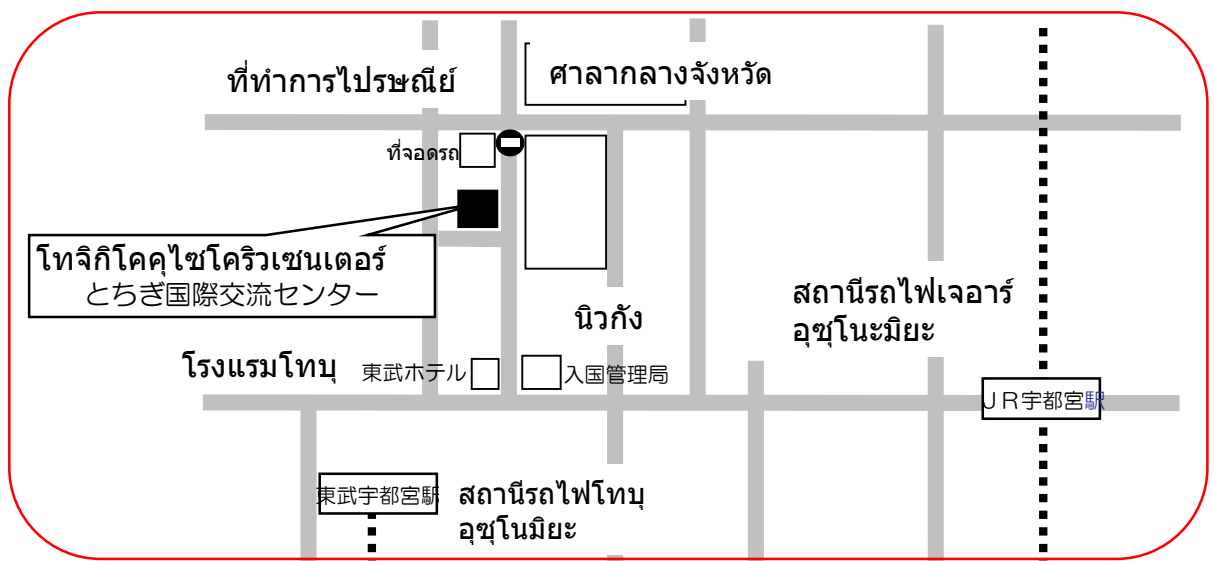 ที่ทำการไปรษณีย์
ศาลากลางจังหวัด
ที่จอดรถ
โทจิกิโคคุไซโคริวเซนเตอร์
とちぎ国際交流センター
สถานีรถไฟเจอาร์
อุซุโนะมิยะ
นิวกัง
โรงแรมโทบุ
東武ホテル
入国管理局
JR宇都宮駅
東武宇都宮駅
สถานีรถไฟโทบุ
อุซุโนมิยะ